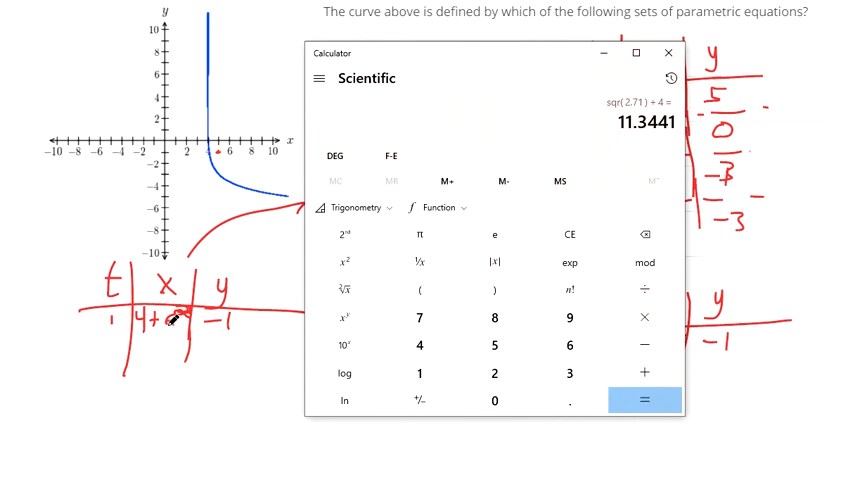 The curve above is defined by which of the following sets of parametric equations?
y
10
8
6
4
2
-10 -8 -6 -4 -2 2 4 6 8 10 x
-2
-4
-6
-8
-10
Calculator
Scientific
sqr( 2.71 ) + 4 =
11.3441
DEG F-E
MC MR M+ M- MS M˅
Trigonometry f Function
2ⁿᵈ π e CE
x² ¹/x |x| exp mod
²√x ( ) n! ÷
xʸ 7 8 9 ×
10ˣ 4 5 6 −
log 1 2 3 +
ln +/− 0 . =
y
5
0
-3
-3
t x y
1 4+ -1
y
-1